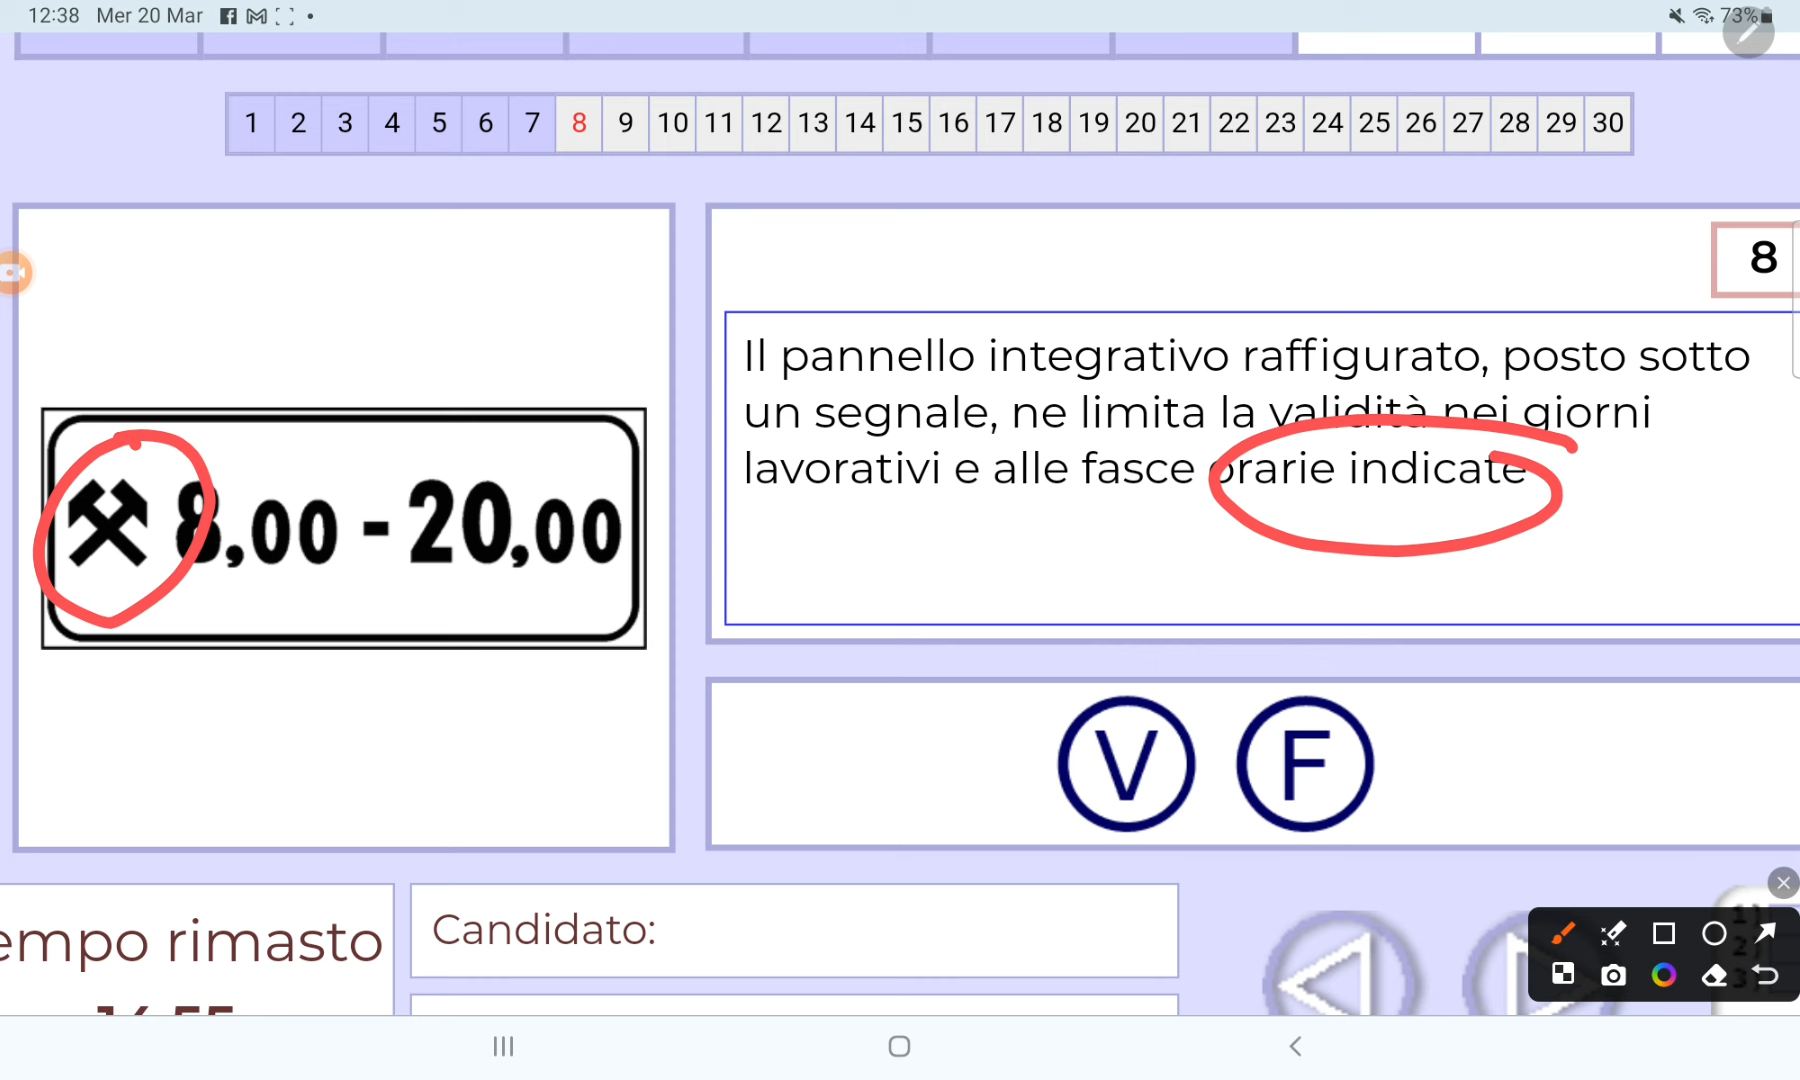 12:38 Mer 20 Mar
73%
1 2 3 4 5 6 7 8 9 10 11 12 13 14 15 16 17 18 19 20 21 22 23 24 25 26 27 28 29 30
8
8,00 - 20,00
Il pannello integrativo raffigurato, posto sotto
un segnale, ne limita la validità nei giorni
lavorativi e alle fasce orarie indicate
V F
empo rimasto
Candidato: